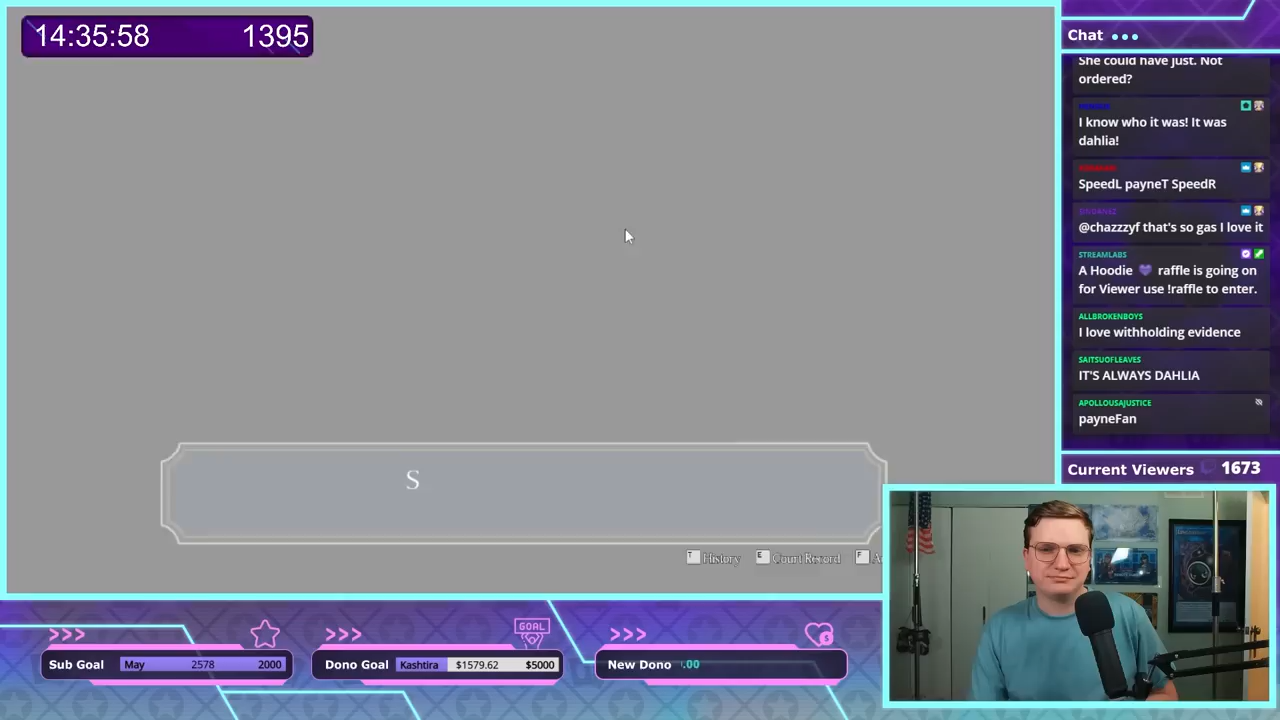 14:35:58 1395
Chat
She could have just. Not
ordered?
I know who it was! It was
dahlia!
SpeedL payneT SpeedR
@chazzzyf that's so gas I love it
STREAMLABS
A Hoodie 💜 raffle is going on
for Viewer use !raffle to enter.
ALLBROKENBOYS
I love withholding evidence
SAITSUOFLEAVES
IT'S ALWAYS DAHLIA
APOLLOUSAJUSTICE
payneFan
Current Viewers 1673
S
T History E Court Record F
>>>
Sub Goal May 2578 2000
>>> GOAL
Dono Goal Kashtira $1579.62 $5000
>>>
New Dono .00